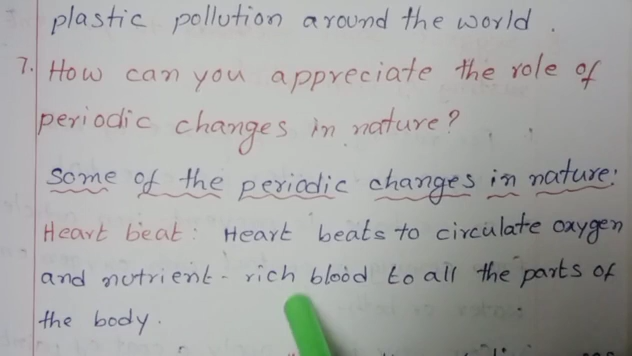 plastic pollution around the world.
7. How can you appreciate the role of
periodic changes in nature?
Some of the periodic changes in nature:
Heart beat: Heart beats to circulate oxygen
and nutrient-rich blood to all the parts of
the body.